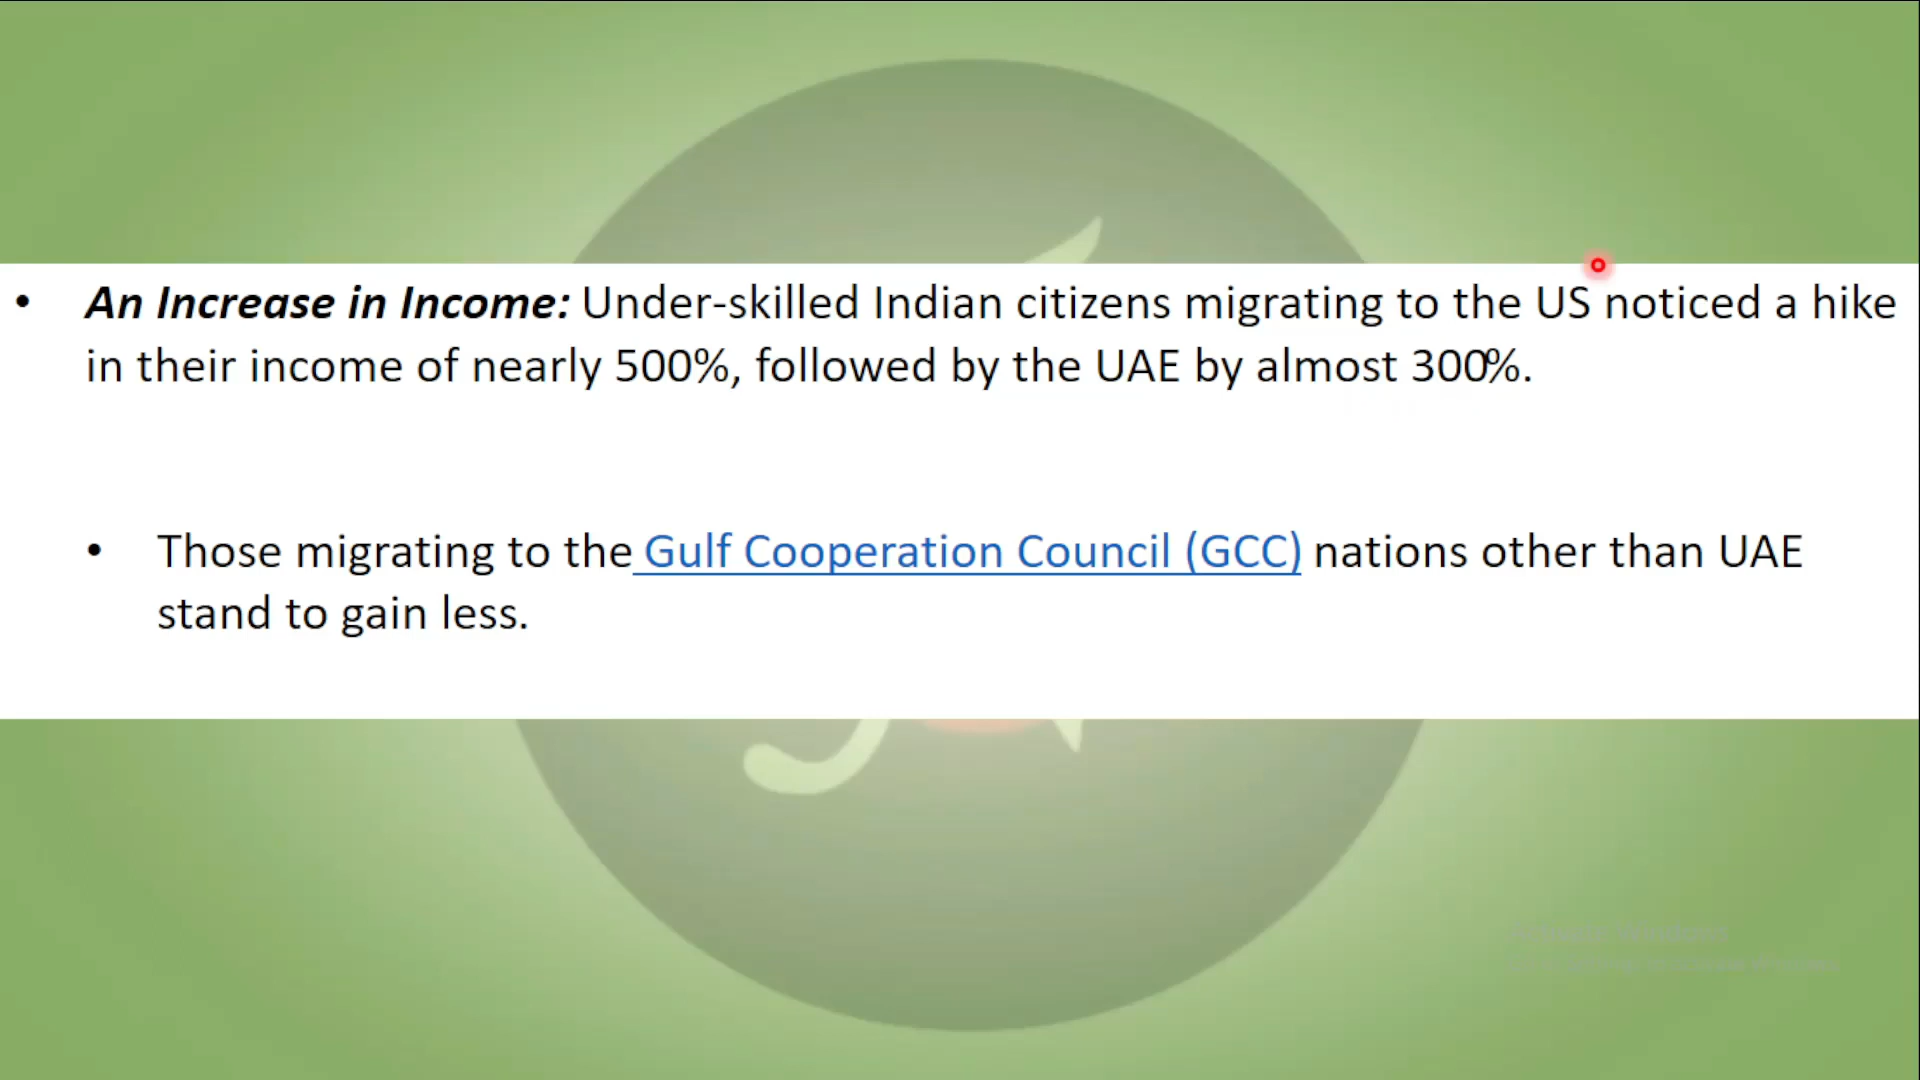 • An Increase in Income: Under-skilled Indian citizens migrating to the US noticed a hike
in their income of nearly 500%, followed by the UAE by almost 300%.
• Those migrating to the Gulf Cooperation Council (GCC) nations other than UAE
stand to gain less.